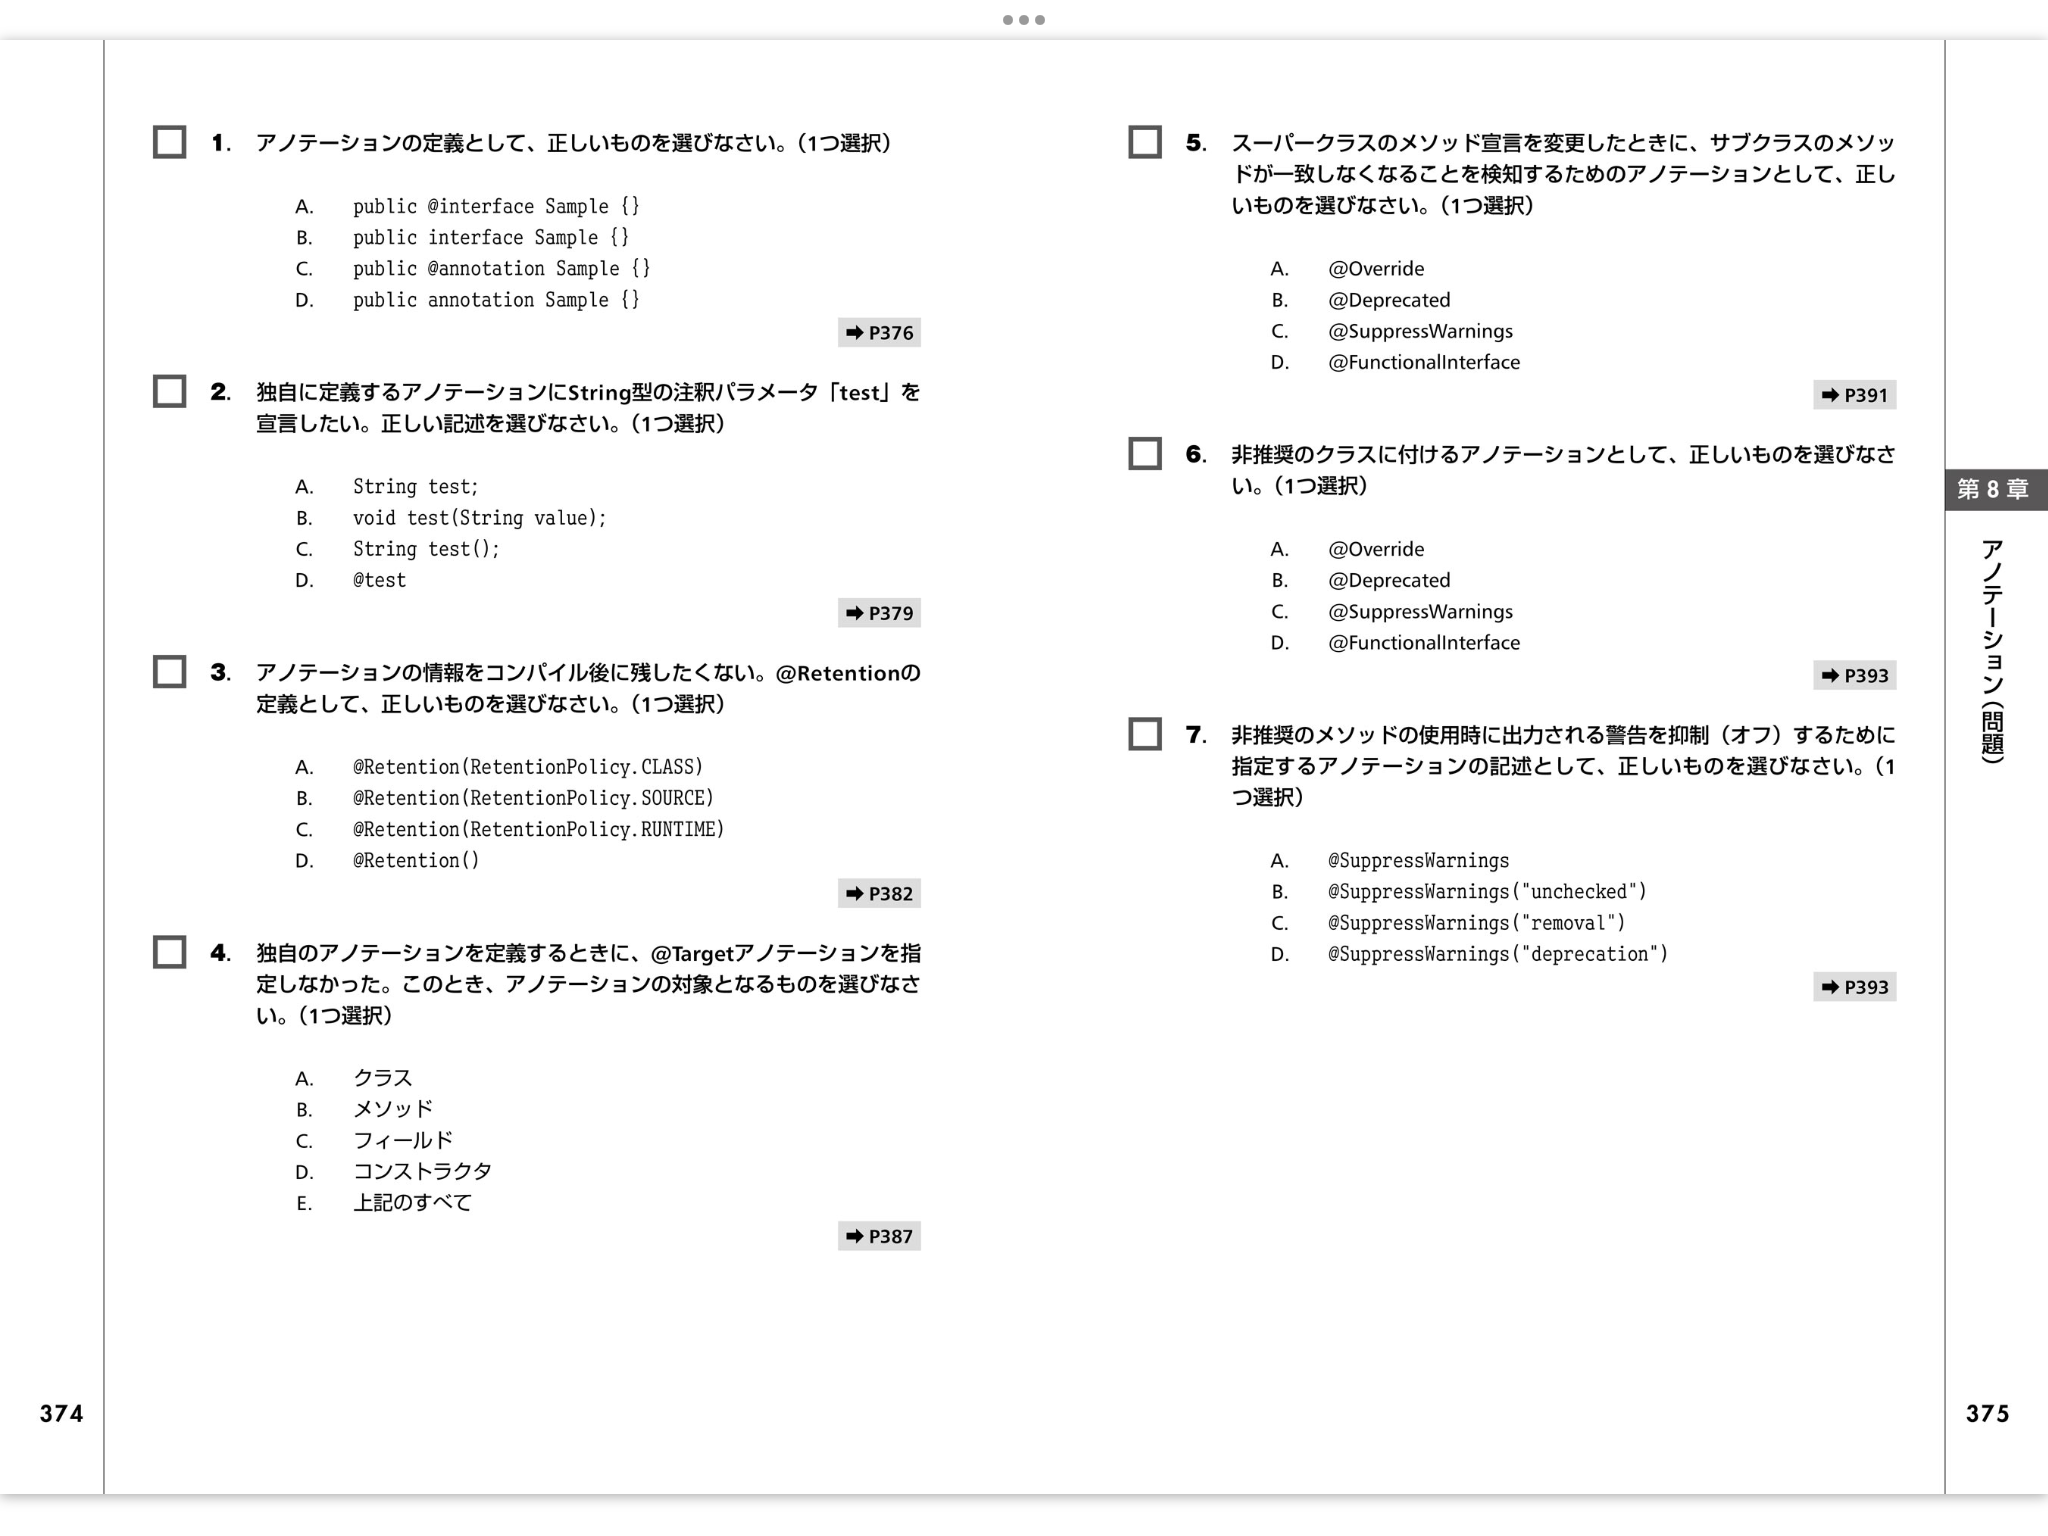 1. アノテーションの定義として、正しいものを選びなさい。（1つ選択）
A. public @interface Sample {}
B. public interface Sample {}
C. public @annotation Sample {}
D. public annotation Sample {}
➡ P376
2. 独自に定義するアノテーションにString型の注釈パラメータ「test」を
宣言したい。正しい記述を選びなさい。（1つ選択）
A. String test;
B. void test(String value);
C. String test();
D. @test
➡ P379
3. アノテーションの情報をコンパイル後に残したくない。@Retentionの
定義として、正しいものを選びなさい。（1つ選択）
A. @Retention(RetentionPolicy.CLASS)
B. @Retention(RetentionPolicy.SOURCE)
C. @Retention(RetentionPolicy.RUNTIME)
D. @Retention()
➡ P382
4. 独自のアノテーションを定義するときに、@Targetアノテーションを指
定しなかった。このとき、アノテーションの対象となるものを選びなさ
い。（1つ選択）
A. クラス
B. メソッド
C. フィールド
D. コンストラクタ
E. 上記のすべて
➡ P387
374
5. スーパークラスのメソッド宣言を変更したときに、サブクラスのメソッ
ドが一致しなくなることを検知するためのアノテーションとして、正し
いものを選びなさい。（1つ選択）
A. @Override
B. @Deprecated
C. @SuppressWarnings
D. @FunctionalInterface
➡ P391
6. 非推奨のクラスに付けるアノテーションとして、正しいものを選びなさ
い。（1つ選択）
A. @Override
B. @Deprecated
C. @SuppressWarnings
D. @FunctionalInterface
➡ P393
7. 非推奨のメソッドの使用時に出力される警告を抑制（オフ）するために
指定するアノテーションの記述として、正しいものを選びなさい。（1
つ選択）
A. @SuppressWarnings
B. @SuppressWarnings("unchecked")
C. @SuppressWarnings("removal")
D. @SuppressWarnings("deprecation")
➡ P393
第8章
アノテーション（問題）
375